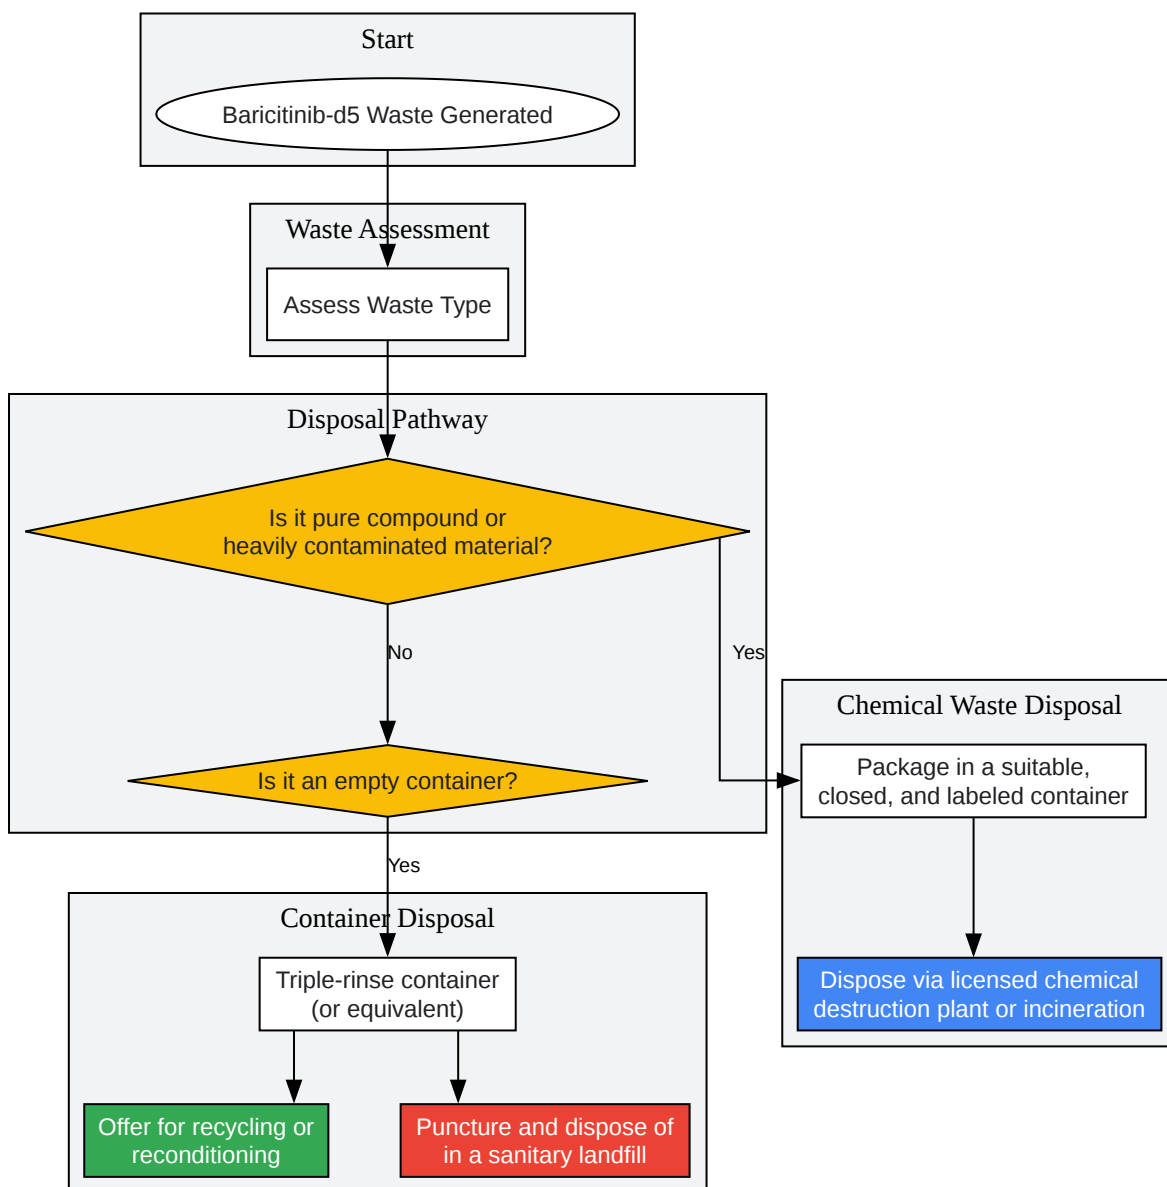 Start
Baricitinib-d5 Waste Generated
Waste Assessment
Assess Waste Type
Disposal Pathway
Is it pure compound or
heavily contaminated material?
No
Yes
Is it an empty container?
Yes
Chemical Waste Disposal
Package in a suitable,
closed, and labeled container
Dispose via licensed chemical
destruction plant or incineration
Container Disposal
Triple-rinse container
(or equivalent)
Offer for recycling or
reconditioning
Puncture and dispose of
in a sanitary landfill